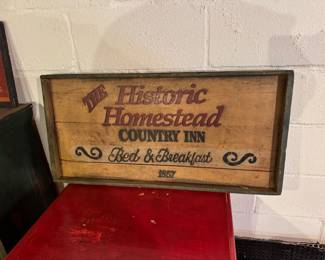 THE Historic
Homestead
COUNTRY INN
Bed & Breakfast
1857